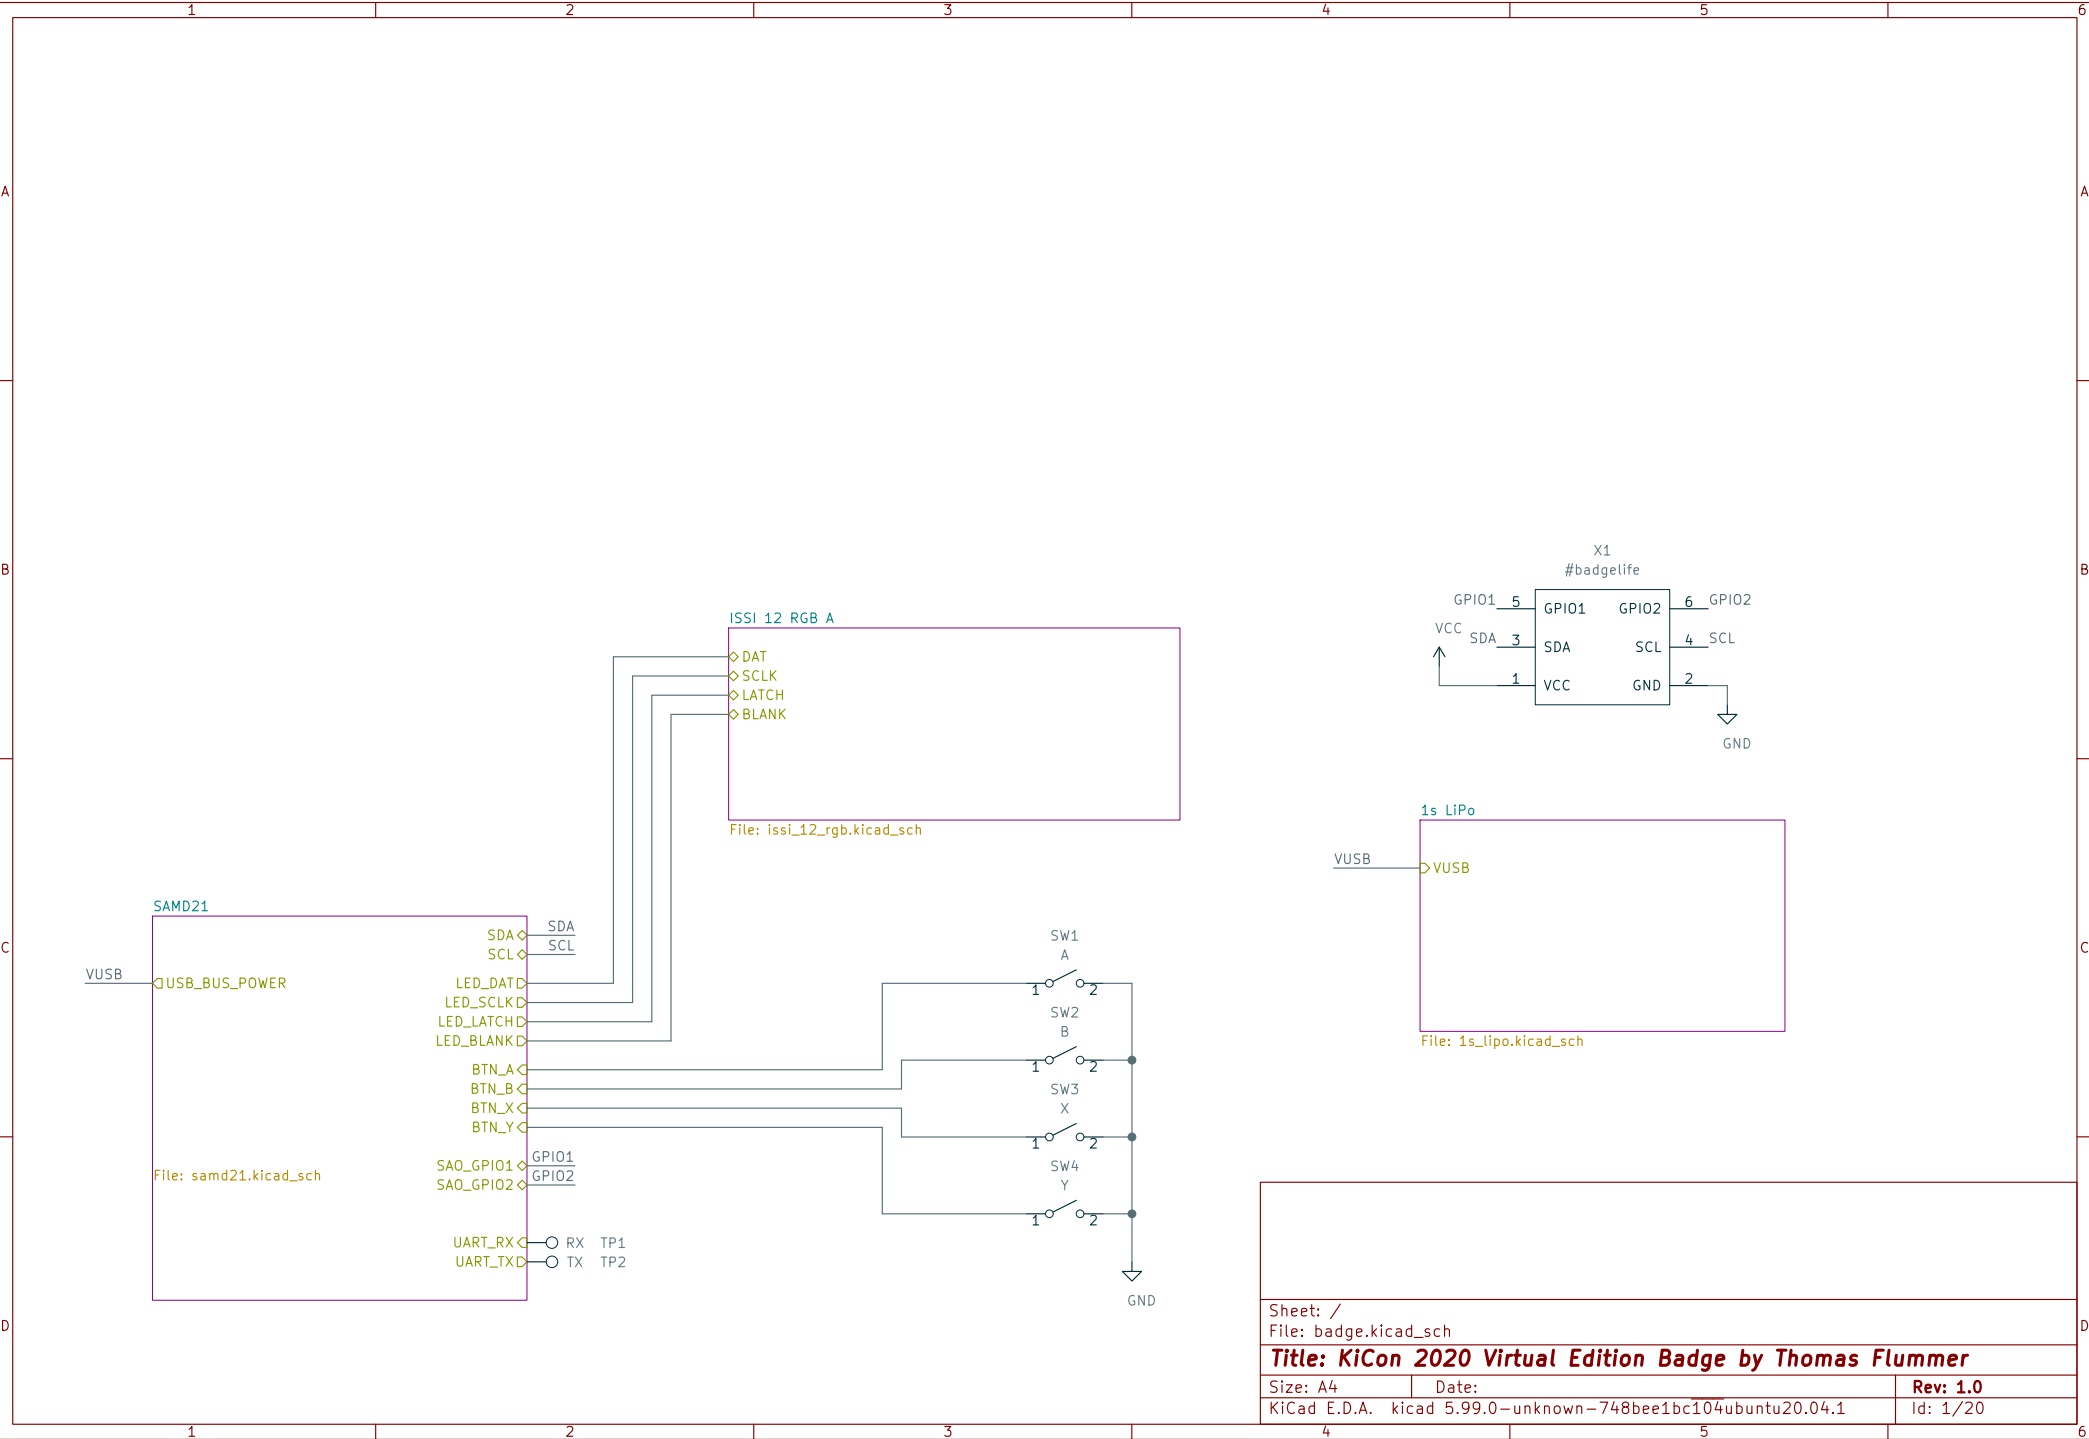 1 2 3 4 5 6
A A
X1
B #badgelife B
GPIO1 5 GPIO1 GPIO2 6 GPIO2
ISSI 12 RGB A
VCC SDA 3 SDA SCL 4 SCL
DAT
SCLK
1 VCC GND 2
LATCH
BLANK
GND
1s LiPo
File: issi_12_rgb.kicad_sch
VUSB VUSB
SAMD21
SDA SDA
SW1
SCL SCL
C A C
VUSB USB_BUS_POWER LED_DAT
1 2
LED_SCLK
SW2
LED_LATCH
B
LED_BLANK
File: 1s_lipo.kicad_sch
BTN_A
1 2
BTN_B
SW3
BTN_X
X
BTN_Y
1 2
SAO_GPIO1 GPIO1
SW4
File: samd21.kicad_sch
SAO_GPIO2 GPIO2
Y
1 2
UART_RX RX TP1
UART_TX TX TP2
GND
Sheet: /
File: badge.kicad_sch
D D
Title: KiCon 2020 Virtual Edition Badge by Thomas Flummer
Size: A4 Date: Rev: 1.0
KiCad E.D.A. kicad 5.99.0-unknown-748bee1bc104ubuntu20.04.1 Id: 1/20
1 2 3 4 5 6